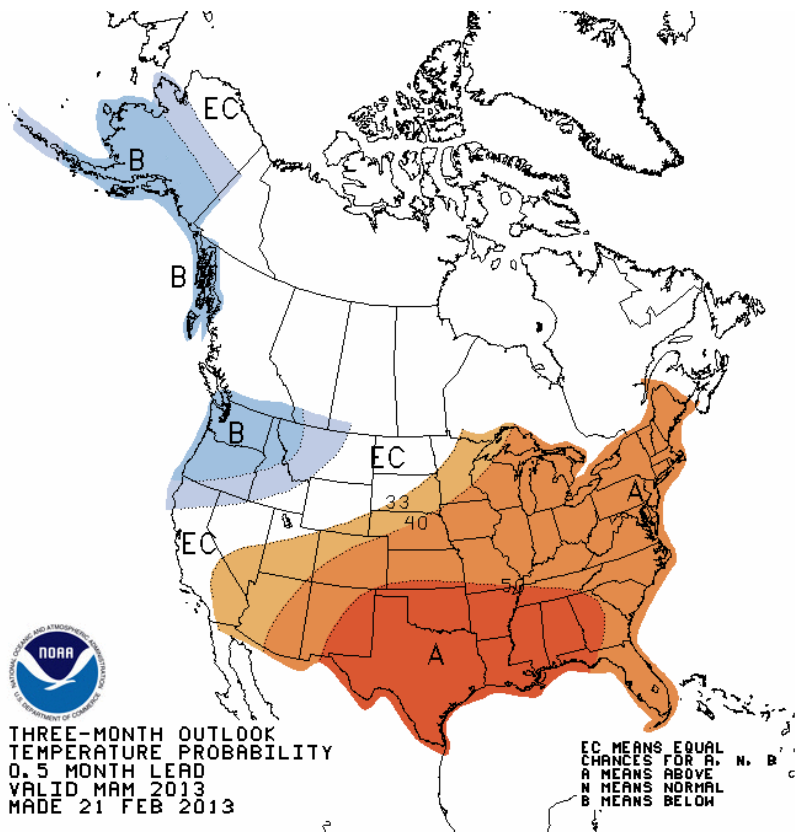 EC
B
B
B
EC
33
40
A
EC
50
A
NATIONAL OCEANIC AND ATMOSPHERIC ADMINISTRATION
NOAA
U.S. DEPARTMENT OF COMMERCE
THREE-MONTH OUTLOOK
TEMPERATURE PROBABILITY
0.5 MONTH LEAD
VALID MAM 2013
MADE 21 FEB 2013
EC MEANS EQUAL
CHANCES FOR A, N, B
A MEANS ABOVE
N MEANS NORMAL
B MEANS BELOW